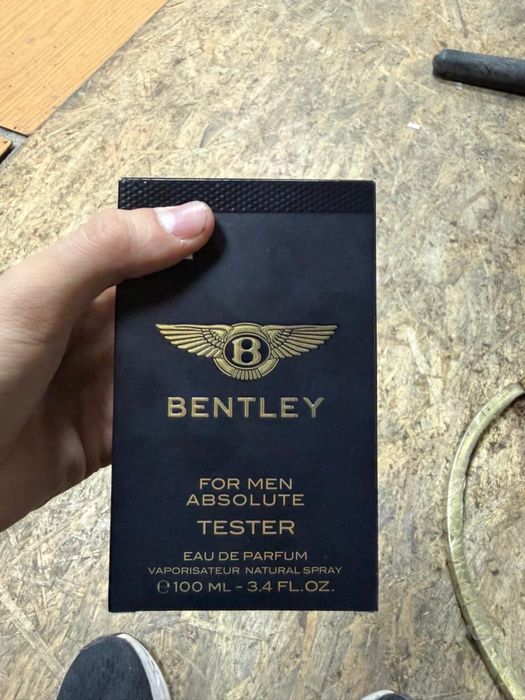 B
BENTLEY
FOR MEN
ABSOLUTE
TESTER
EAU DE PARFUM
VAPORISATEUR NATURAL SPRAY
℮100 ML - 3.4 FL.OZ.